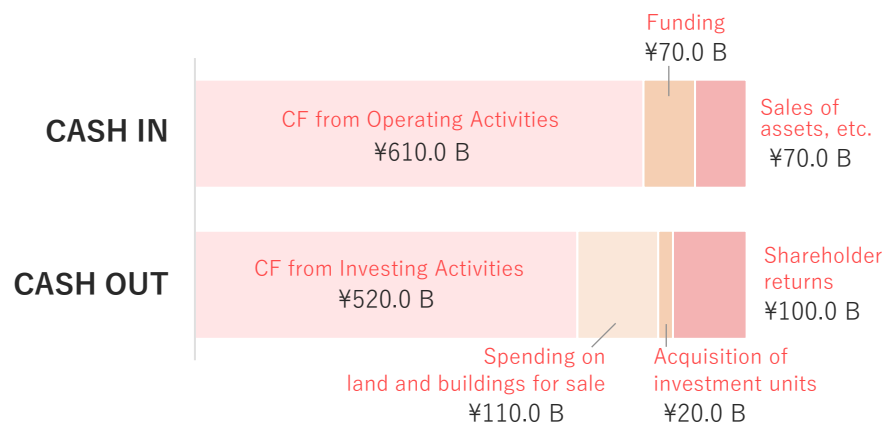 Funding
¥70.0 B
CASH IN
CF from Operating Activities
¥610.0 B
Sales of
assets, etc.
¥70.0 B
CASH OUT
CF from Investing Activities
¥520.0 B
Shareholder
returns
¥100.0 B
Spending on
land and buildings for sale
¥110.0 B
Acquisition of
investment units
¥20.0 B